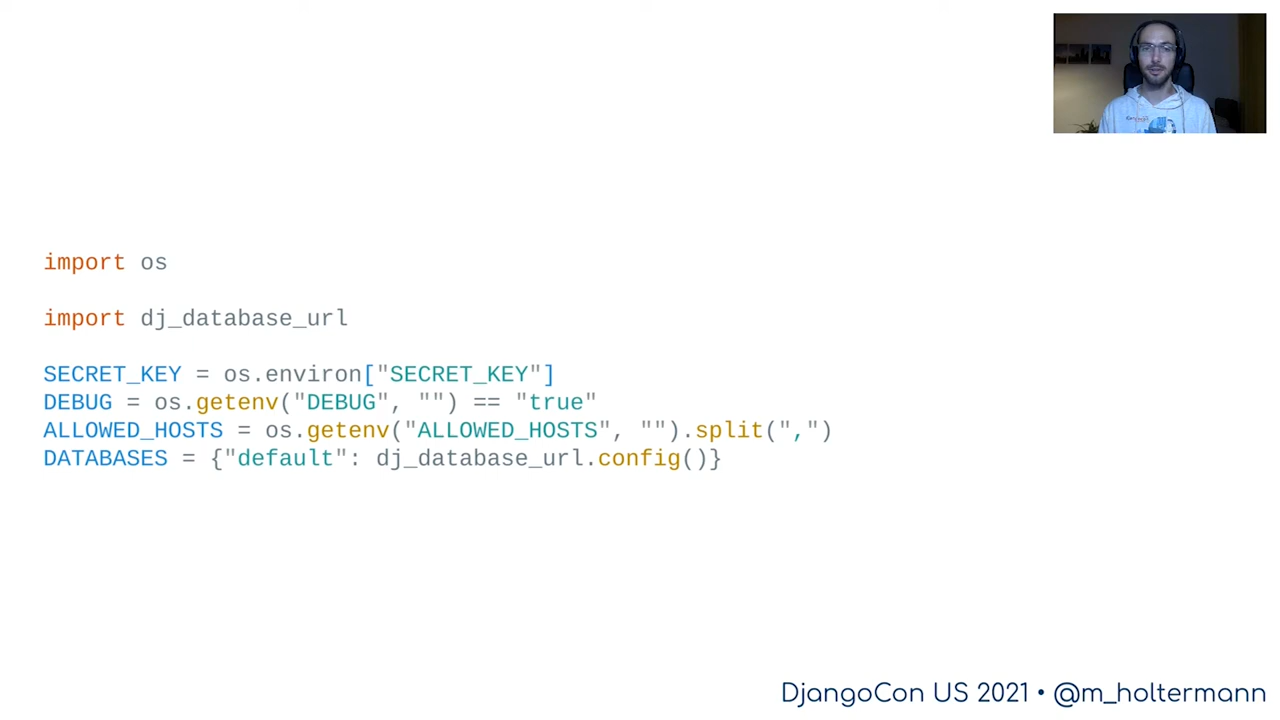 import os
import dj_database_url
SECRET_KEY = os.environ["SECRET_KEY"]
DEBUG = os.getenv("DEBUG", "") == "true"
ALLOWED_HOSTS = os.getenv("ALLOWED_HOSTS", "").split(",")
DATABASES = {"default": dj_database_url.config()}
DjangoCon US 2021 • @m_holtermann